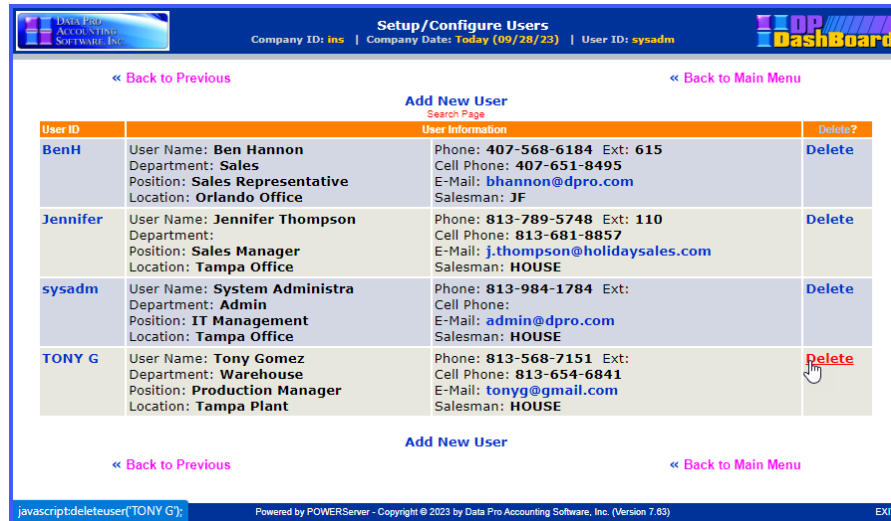 DATA PRO
ACCOUNTING
SOFTWARE, INC.
Setup/Configure Users
Company ID: ins | Company Date: Today (09/28/23) | User ID: sysadm
DP
DashBoard
« Back to Previous
« Back to Main Menu
Add New User
Search Page
User ID User Information Delete?
BenH User Name: Ben Hannon Phone: 407-568-6184 Ext: 615 Delete
Department: Sales Cell Phone: 407-651-8495
Position: Sales Representative E-Mail: bhannon@dpro.com
Location: Orlando Office Salesman: JF
Jennifer User Name: Jennifer Thompson Phone: 813-789-5748 Ext: 110 Delete
Department: Cell Phone: 813-681-8857
Position: Sales Manager E-Mail: j.thompson@holidaysales.com
Location: Tampa Office Salesman: HOUSE
sysadm User Name: System Administra Phone: 813-984-1784 Ext: Delete
Department: Admin Cell Phone:
Position: IT Management E-Mail: admin@dpro.com
Location: Tampa Office Salesman: HOUSE
TONY G User Name: Tony Gomez Phone: 813-568-7151 Ext: Delete
Department: Warehouse Cell Phone: 813-654-6841
Position: Production Manager E-Mail: tonyg@gmail.com
Location: Tampa Plant Salesman: HOUSE
Add New User
« Back to Previous
« Back to Main Menu
javascript:deleteuser('TONY G'); Powered by POWERServer - Copyright © 2023 by Data Pro Accounting Software, Inc. (Version 7.63) EXI